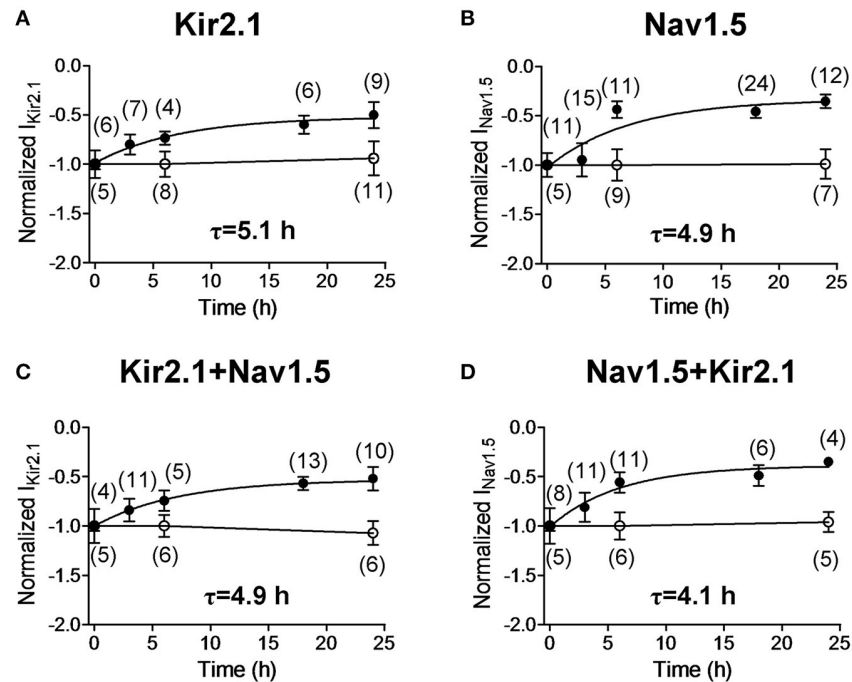 A
Kir2.1
Normalized I Kir2.1
0.0
-0.5
-1.0
-1.5
-2.0
(6)
(7)
(4)
(6)
(9)
(5)
(8)
(11)
τ=5.1 h
0 5 10 15 20 25
Time (h)
B
Nav1.5
Normalized I Nav1.5
0.0
-0.5
-1.0
-1.5
-2.0
(11)
(15)
(11)
(24)
(12)
(5)
(9)
(7)
τ=4.9 h
0 5 10 15 20 25
Time (h)
C
Kir2.1+Nav1.5
Normalized I Kir2.1
0.0
-0.5
-1.0
-1.5
-2.0
(4)
(11)
(5)
(13)
(10)
(5)
(6)
(6)
τ=4.9 h
0 5 10 15 20 25
Time (h)
D
Nav1.5+Kir2.1
Normalized I Nav1.5
0.0
-0.5
-1.0
-1.5
-2.0
(8)
(11)
(11)
(6)
(4)
(5)
(6)
(5)
τ=4.1 h
0 5 10 15 20 25
Time (h)